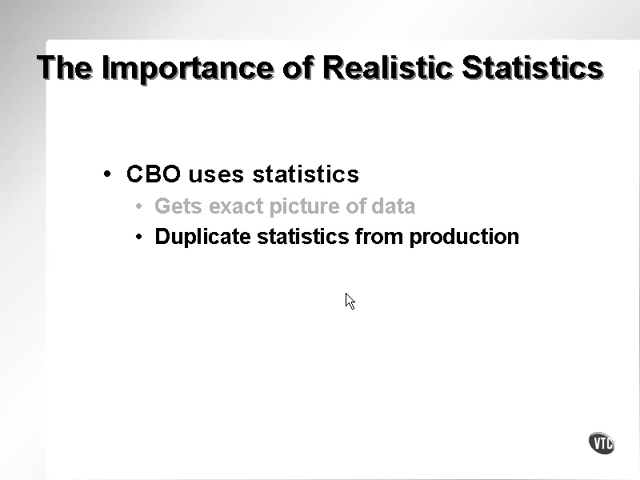 The Importance of Realistic Statistics
• CBO uses statistics
• Gets exact picture of data
• Duplicate statistics from production
VTC